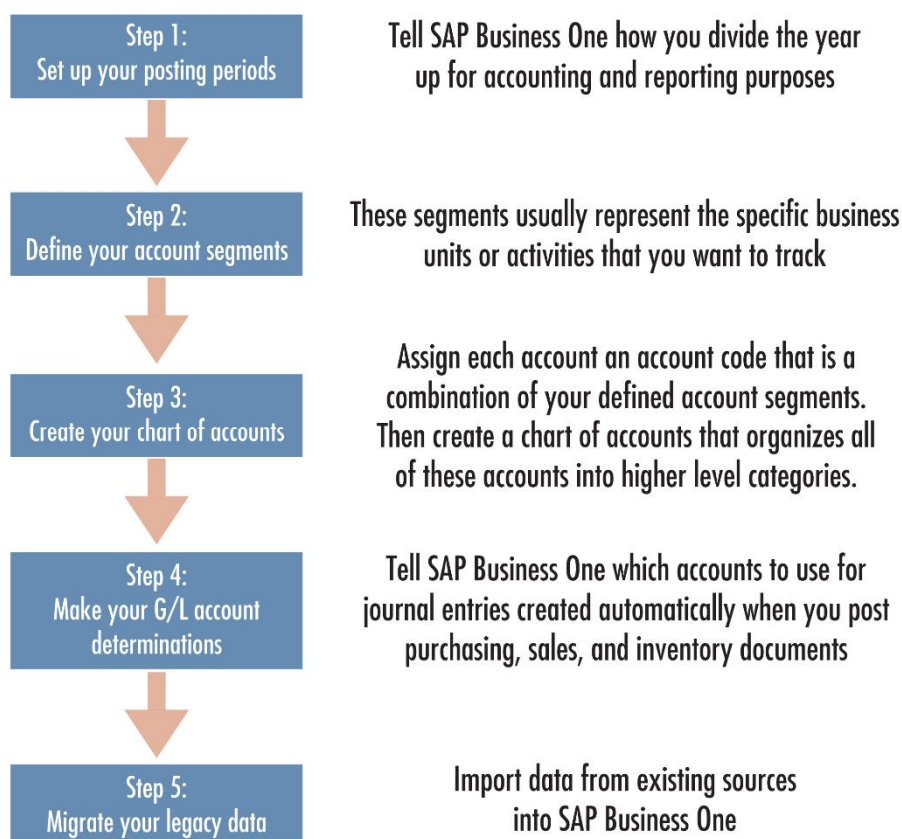 Step 1:
Set up your posting periods
Tell SAP Business One how you divide the year
up for accounting and reporting purposes
Step 2:
Define your account segments
These segments usually represent the specific business
units or activities that you want to track
Step 3:
Create your chart of accounts
Assign each account an account code that is a
combination of your defined account segments.
Then create a chart of accounts that organizes all
of these accounts into higher level categories.
Step 4:
Make your G/L account
determinations
Tell SAP Business One which accounts to use for
journal entries created automatically when you post
purchasing, sales, and inventory documents
Step 5:
Migrate your legacy data
Import data from existing sources
into SAP Business One